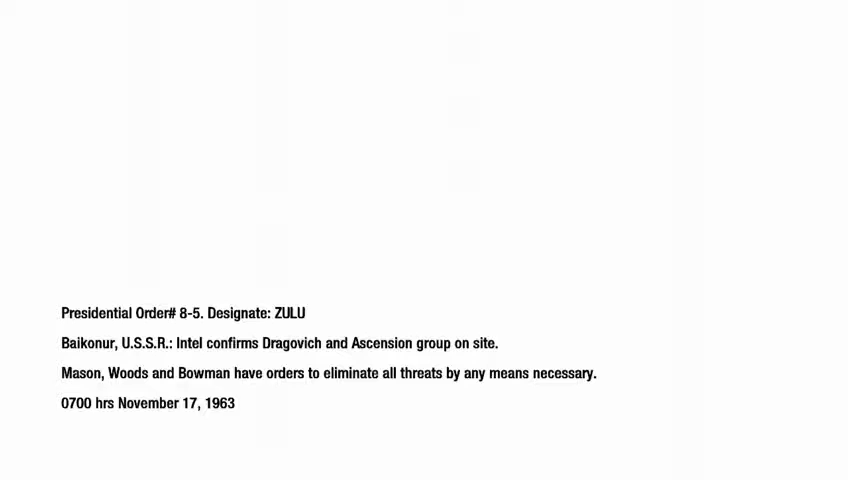 Presidential Order# 8-5. Designate: ZULU
Baikonur, U.S.S.R.: Intel confirms Dragovich and Ascension group on site.
Mason, Woods and Bowman have orders to eliminate all threats by any means necessary.
0700 hrs November 17, 1963